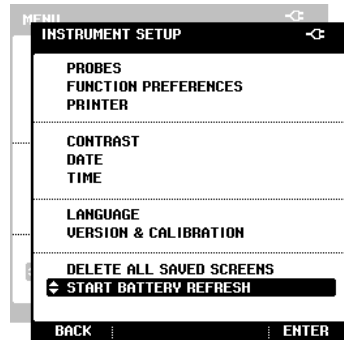 MENU
INSTRUMENT SETUP
PROBES
FUNCTION PREFERENCES
PRINTER
CONTRAST
DATE
TIME
LANGUAGE
VERSION & CALIBRATION
DELETE ALL SAVED SCREENS
START BATTERY REFRESH
BACK ENTER